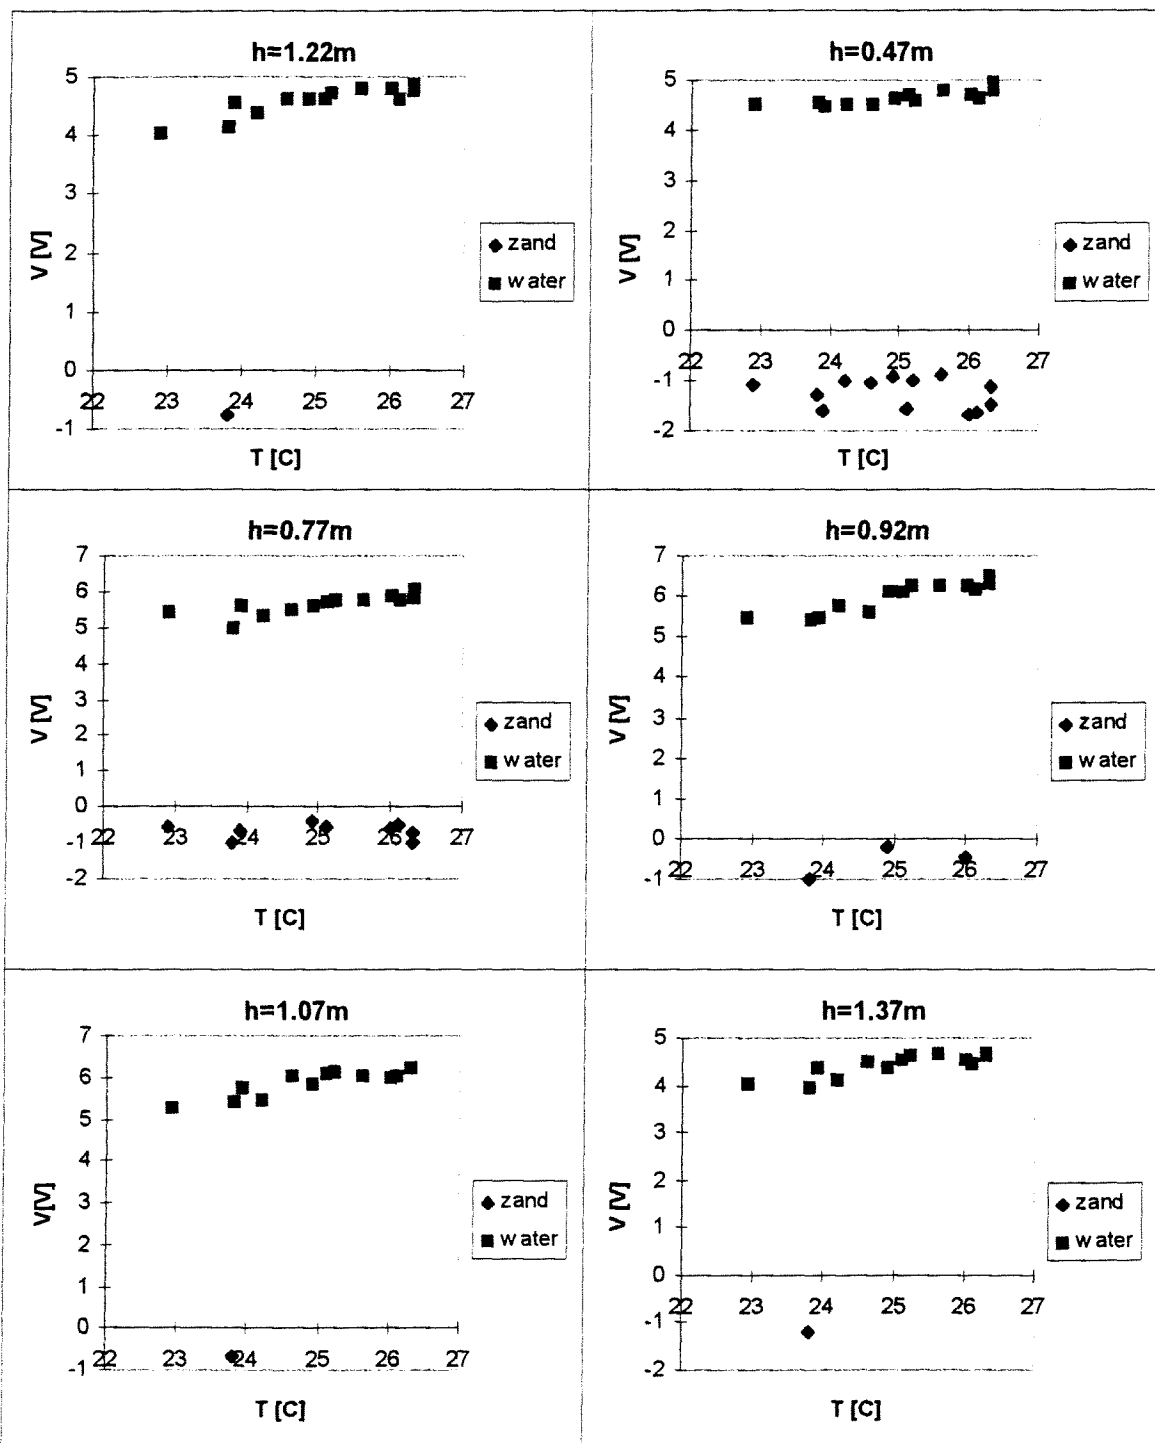 h=1.22m
5
4
3
2
1
0
-1
V [V]
22 23 24 25 26 27
T [C]
zand
water
h=0.47m
5
4
3
2
1
0
-1
-2
V [V]
22 23 24 25 26 27
T [C]
zand
water
h=0.77m
7
6
5
4
3
2
1
0
-1
-2
V [V]
22 23 24 25 26 27
T [C]
zand
water
h=0.92m
7
6
5
4
3
2
1
0
-1
V [V]
22 23 24 25 26 27
T [C]
zand
water
h=1.07m
7
6
5
4
3
2
1
0
-1
V[V]
22 23 24 25 26 27
T [C]
zand
water
h=1.37m
5
4
3
2
1
0
-1
-2
V [V]
22 23 24 25 26 27
T [C]
zand
water